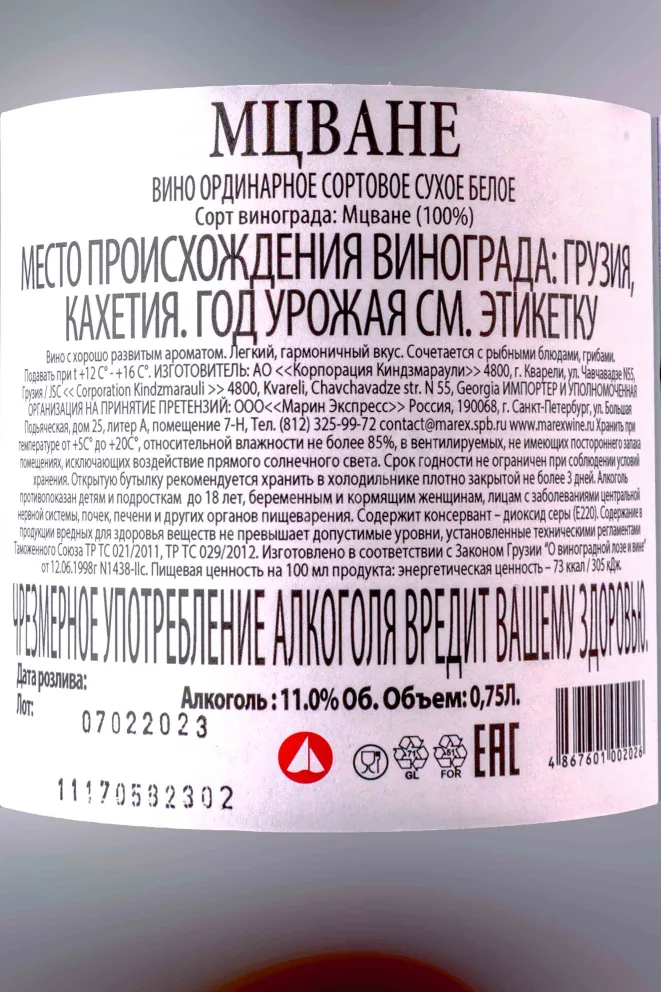 МЦВАНЕ
ВИНО ОРДИНАРНОЕ СОРТОВОЕ СУХОЕ БЕЛОЕ
Сорт винограда: Мцване (100%)
МЕСТО ПРОИСХОЖДЕНИЯ ВИНОГРАДА: ГРУЗИЯ,
КАХЕТИЯ. ГОД УРОЖАЯ СМ. ЭТИКЕТКУ
Вино с хорошо развитым ароматом. Легкий, гармоничный вкус. Сочетается с рыбными блюдами, грибами.
Подавать при t +12 C° - +16 C°. ИЗГОТОВИТЕЛЬ: АО <<Корпорация Киндзмараули>> 4800, г. Кварели, ул. Чавчавадзе N55,
Грузия / JSC << Corporation Kindzmarauli >> 4800, Kvareli, Chavchavadze str. N 55, Georgia ИМПОРТЕР И УПОЛНОМОЧЕННАЯ
ОРГАНИЗАЦИЯ НА ПРИНЯТИЕ ПРЕТЕНЗИЙ: ООО<<Марин Экспресс>> Россия, 190068, г. Санкт-Петербург, ул. Большая
Подьяческая, дом 25, литер А, помещение 7-Н, Тел. (812) 325-99-72 contact@marex.spb.ru www.marexwine.ru Хранить при
температуре от +5C° до +20C°, относительной влажности не более 85%, в вентилируемых, не имеющих постороннего запаха
помещениях, исключающих воздействие прямого солнечного света. Срок годности не ограничен при соблюдении условий
хранения. Открытую бутылку рекомендуется хранить в холодильнике плотно закрытой не более 3 дней. Алкоголь
противопоказан детям и подросткам до 18 лет, беременным и кормящим женщинам, лицам с заболеваниями центральной
нервной системы, почек, печени и других органов пищеварения. Содержит консервант – диоксид серы (Е220). Содержание в
продукции вредных для здоровья веществ не превышает допустимые уровни, установленные техническими регламентами
Таможенного Союза ТР ТС 021/2011, ТР ТС 029/2012. Изготовлено в соответствии с Законом Грузии "О виноградной лозе и вине"
от 12.06.1998г N1438-IIс. Пищевая ценность на 100 мл продукта: энергетическая ценность – 73 ккал / 305 кДж.
ЧРЕЗМЕРНОЕ УПОТРЕБЛЕНИЕ АЛКОГОЛЯ ВРЕДИТ ВАШЕМУ ЗДОРОВЬЮ.
Дата розлива:
Лот:
Алкоголь : 11.0% Об. Объем: 0,75Л.
07022023
11170582302
71
GL
51
FOR
EAC
4 867601 002026